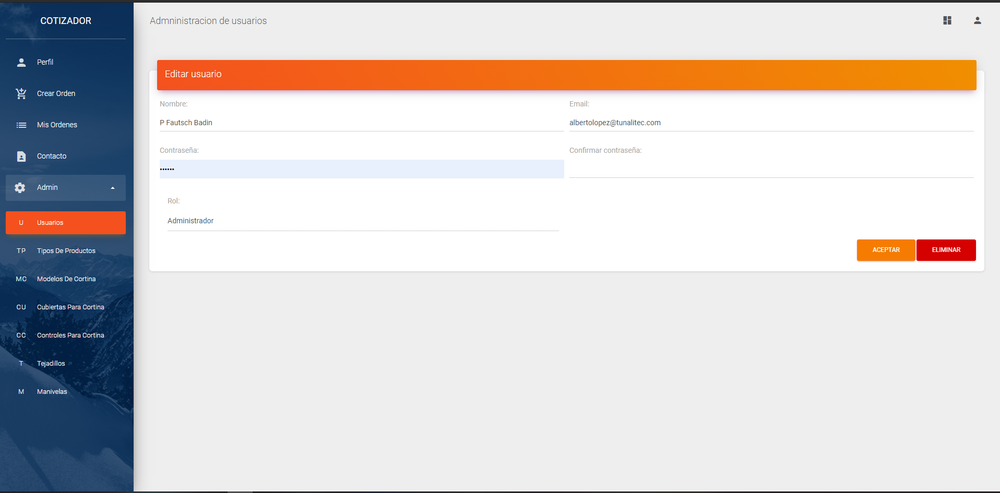 COTIZADOR
Perfil
Crear Orden
Mis Ordenes
Contacto
Admin
U Usuarios
TP Tipos De Productos
MC Modelos De Cortina
CU Cubiertas Para Cortina
CC Controles Para Cortina
T Tejadillos
M Manivelas
Admninistracion de usuarios
Editar usuario
Nombre: Email:
P Fautsch Badin albertolopez@tunalitec.com
Contraseña: Confirmar contraseña:
••••••
Rol:
Administrador
ACEPTAR ELIMINAR